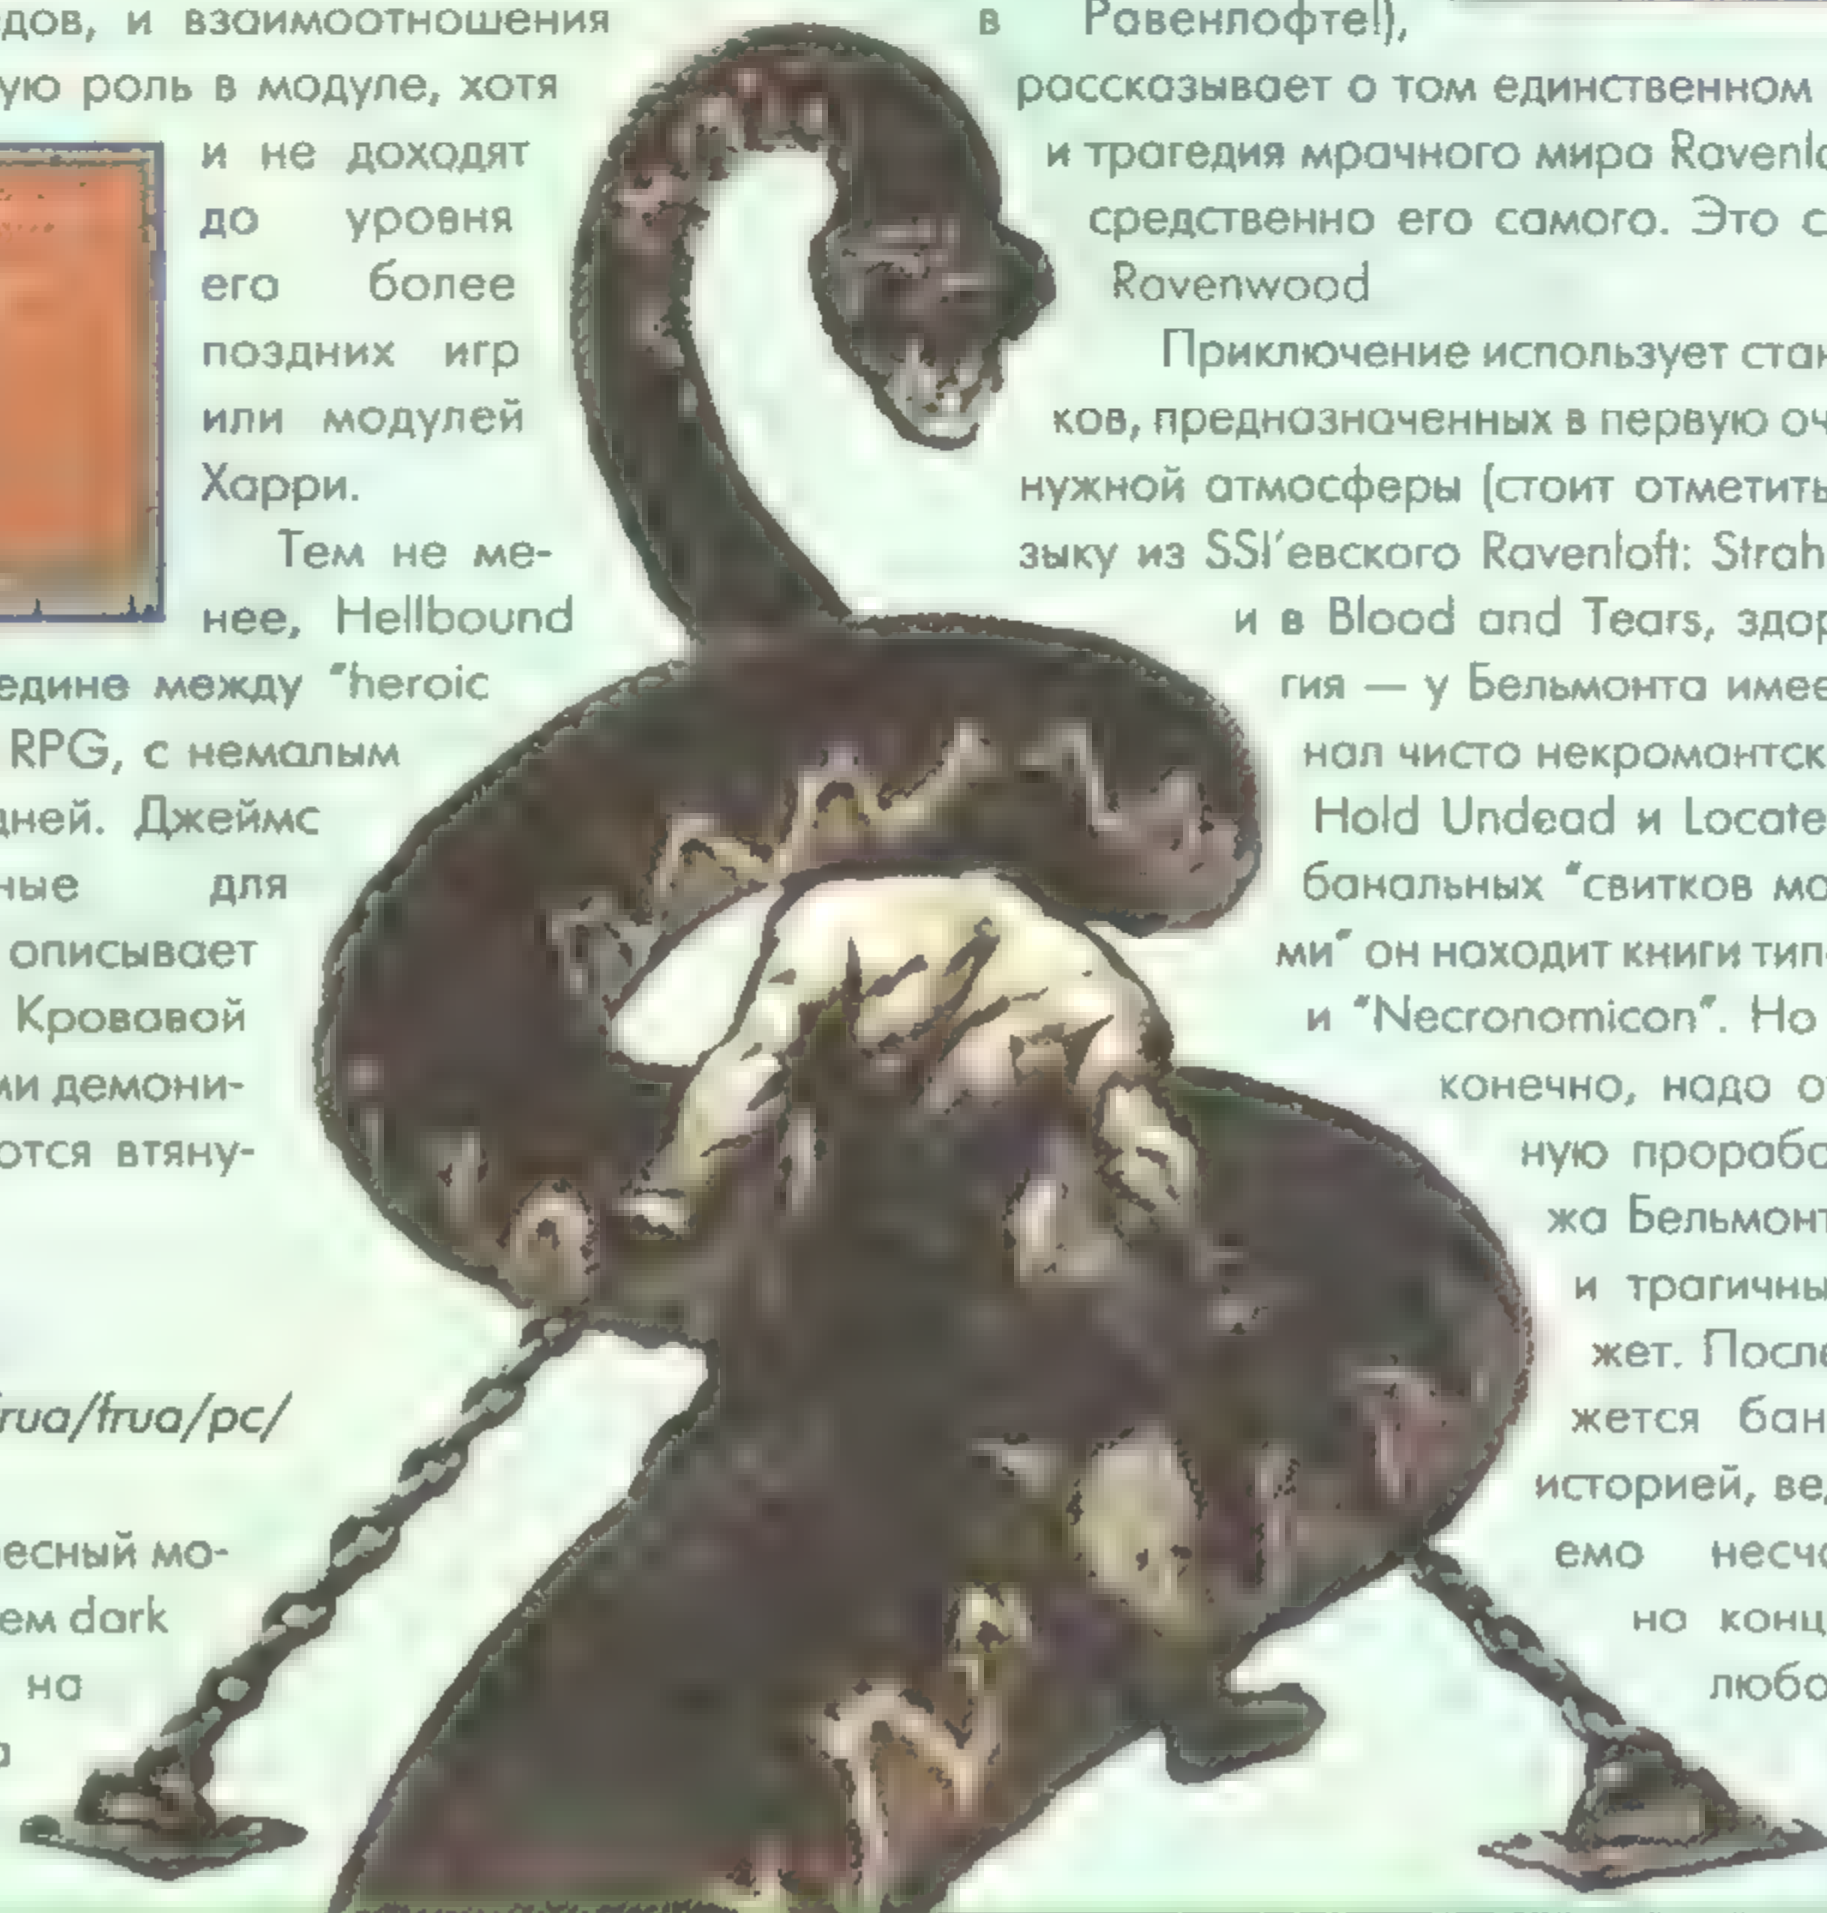 дов, и взаимоотношения
ую роль в модуле, хотя
и не доходят
до уровня
его более
поздних игр
или модулей
Харри.
Тем не ме-
нее, Hellbound
едине между "heroic
RPG, с немалым
дней. Джеймс
ные для
описывает
Кровавой
ми демони-
ются втяну-
rua/frua/pc/
есный мо-
ем dark
на
в Равенлофте!),
рассказывает о том единственном
и трагедия мрачного мира Ravenlo
средственно его самого. Это с
Ravenwood
Приключение использует стан
ков, предназначенных в первую оч
нужной атмосферы (стоит отметить
зыку из SSI'евского Ravenloft: Strah
и в Blood and Tears, здор
гия — у Бельмонта имее
нал чисто некромантск
Hold Undead и Locate
банальных "свитков мо
ми" он находит книги тип
и "Necronomicon". Но
конечно, надо о
ную прорабо
жа Бельмонт
и трагичны
жет. После
жется бан
историей, ве
емо несча
но конц
любо